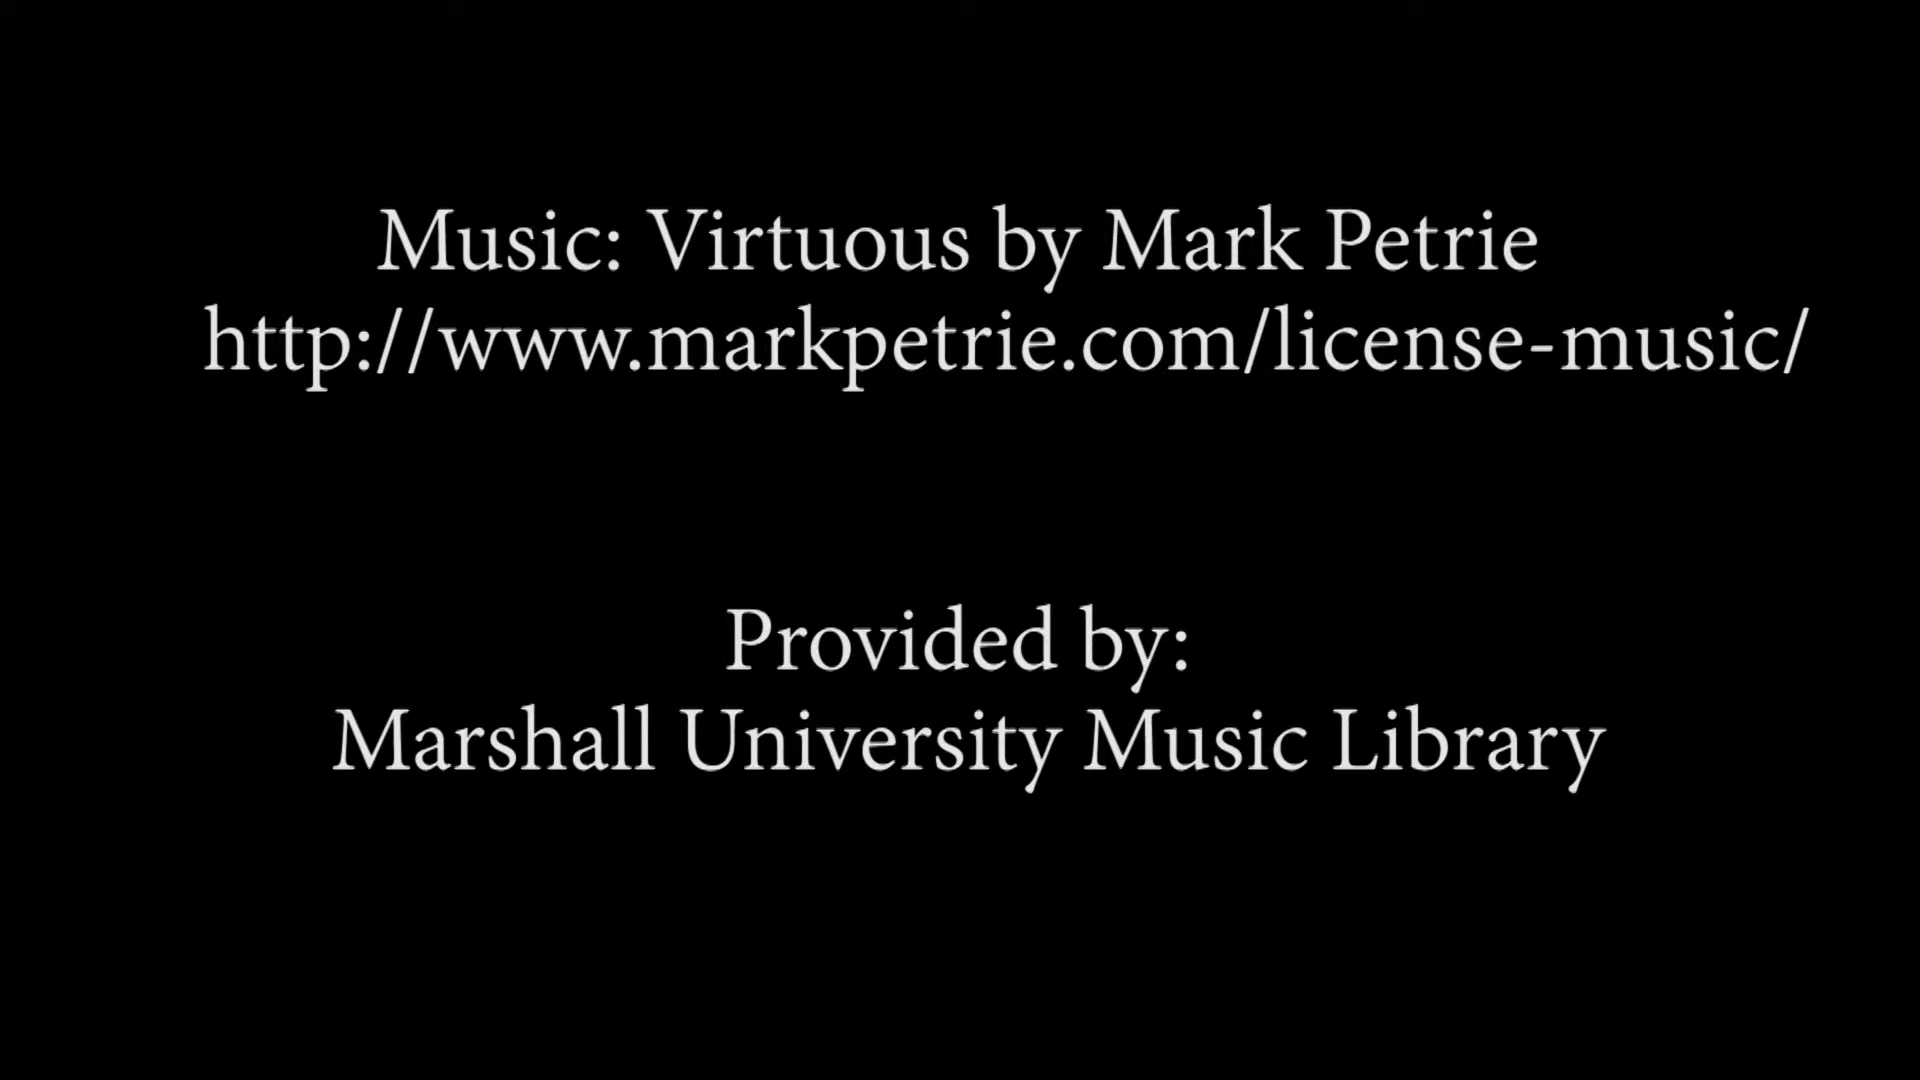 Music: Virtuous by Mark Petrie
http://www.markpetrie.com/license-music/
Provided by:
Marshall University Music Library